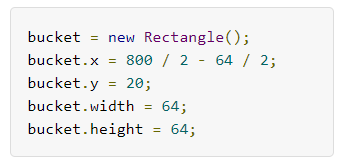 bucket = new Rectangle();
bucket.x = 800 / 2 - 64 / 2;
bucket.y = 20;
bucket.width = 64;
bucket.height = 64;